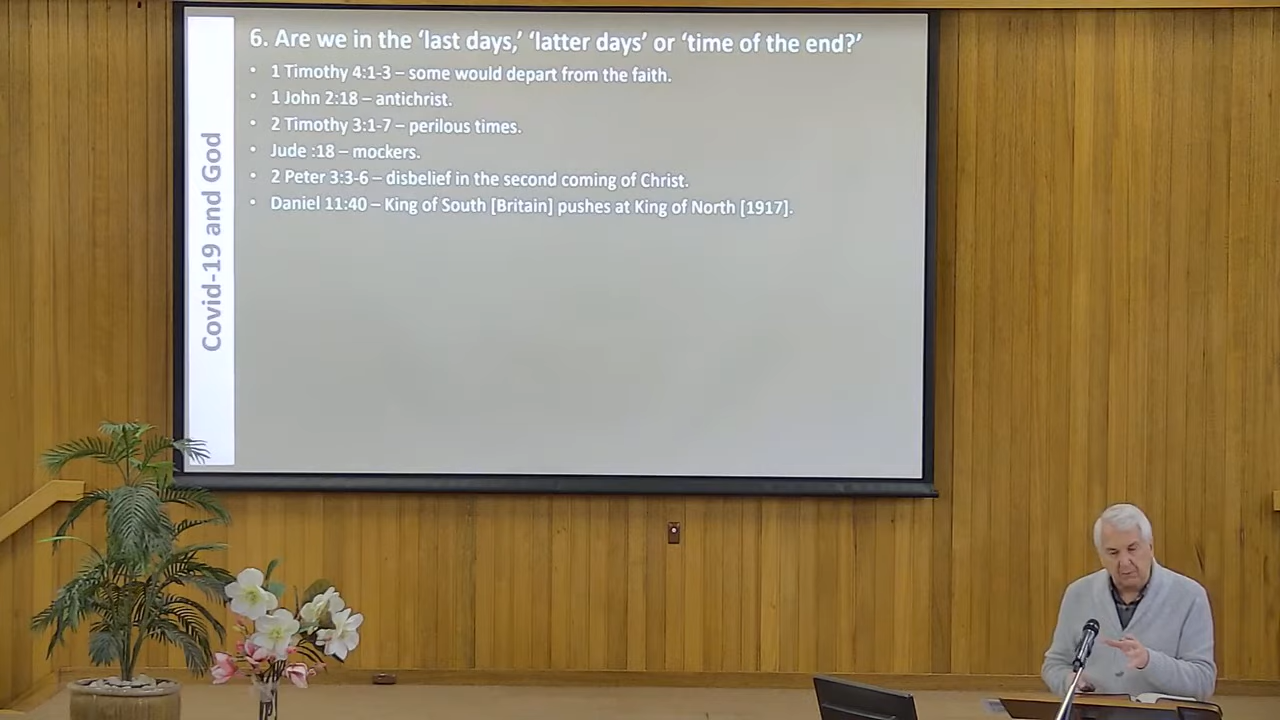 Covid-19 and God
6. Are we in the ‘last days,’ ‘latter days’ or ‘time of the end?’
• 1 Timothy 4:1-3 – some would depart from the faith.
• 1 John 2:18 – antichrist.
• 2 Timothy 3:1-7 – perilous times.
• Jude :18 – mockers.
• 2 Peter 3:3-6 – disbelief in the second coming of Christ.
• Daniel 11:40 – King of South [Britain] pushes at King of North [1917].